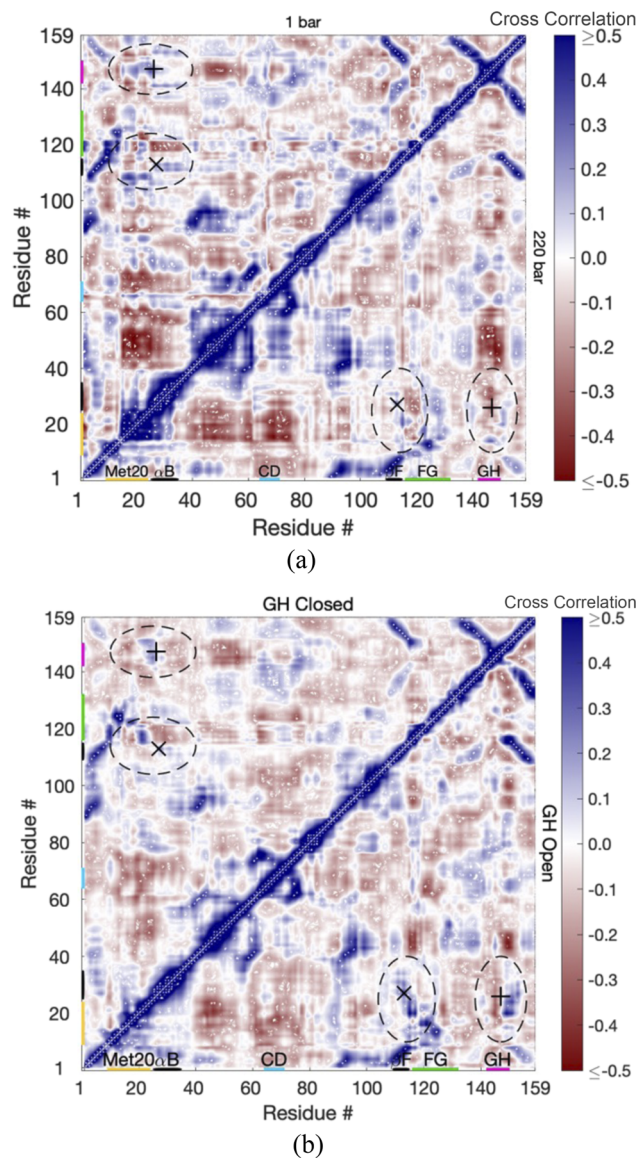 1 bar
Cross Correlation
159
140
120
100
80
60
40
20
1
Residue #
Met20
αB
CD
F
FG
GH
1
20
40
60
80
100
120
140
159
Residue #
220 bar
≥0.5
0.4
0.3
0.2
0.1
0.0
-0.1
-0.2
-0.3
-0.4
≤-0.5
(a)
GH Closed
Cross Correlation
159
140
120
100
80
60
40
20
1
Residue #
Met20
αB
CD
F
FG
GH
1
20
40
60
80
100
120
140
159
Residue #
GH Open
≥0.5
0.4
0.3
0.2
0.1
0.0
-0.1
-0.2
-0.3
-0.4
≤-0.5
(b)